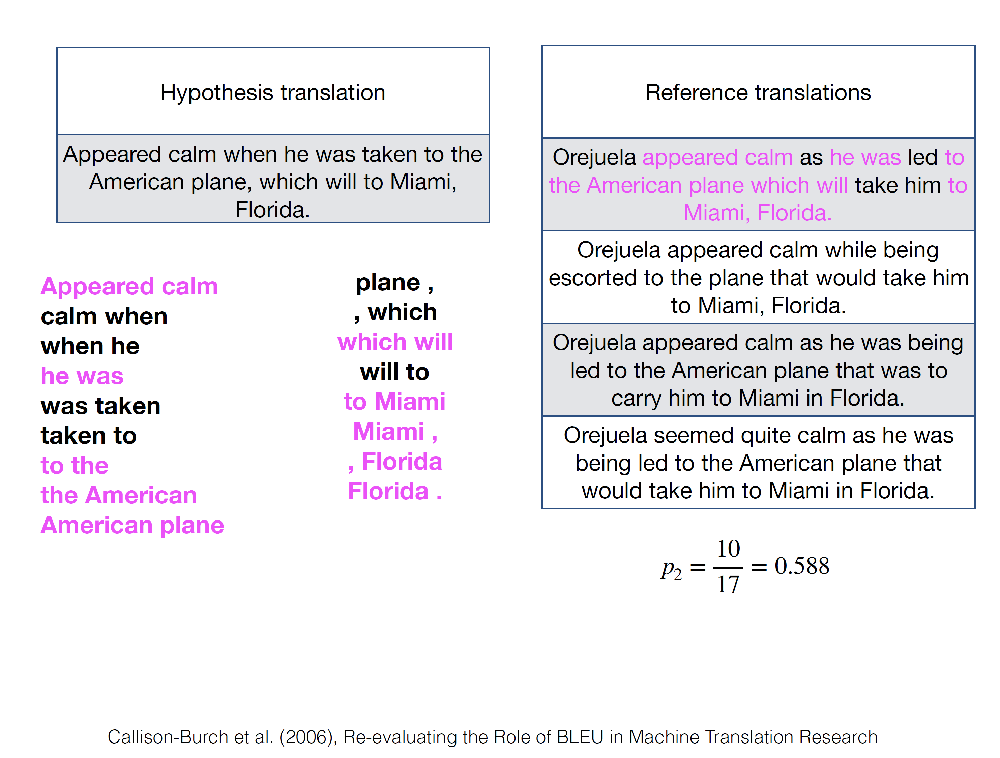 Hypothesis translation
Appeared calm when he was taken to the
American plane, which will to Miami,
Florida.
Appeared calm
calm when
when he
he was
was taken
taken to
to the
the American
American plane
plane ,
, which
which will
will to
to Miami
Miami ,
, Florida
Florida .
Reference translations
Orejuela appeared calm as he was led to
the American plane which will take him to
Miami, Florida.
Orejuela appeared calm while being
escorted to the plane that would take him
to Miami, Florida.
Orejuela appeared calm as he was being
led to the American plane that was to
carry him to Miami in Florida.
Orejuela seemed quite calm as he was
being led to the American plane that
would take him to Miami in Florida.
p₂ = 10/17 = 0.588
Callison-Burch et al. (2006), Re-evaluating the Role of BLEU in Machine Translation Research